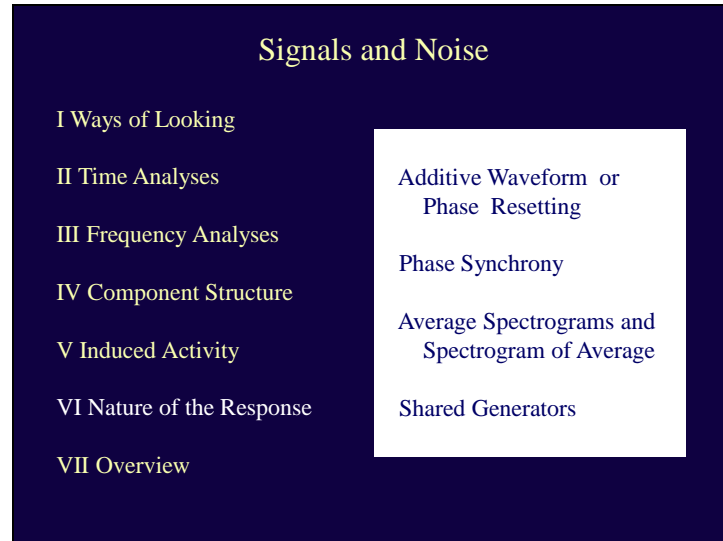 Signals and Noise
I Ways of Looking
II Time Analyses
III Frequency Analyses
IV Component Structure
V Induced Activity
VI Nature of the Response
VII Overview
Additive Waveform or
Phase Resetting
Phase Synchrony
Average Spectrograms and
Spectrogram of Average
Shared Generators